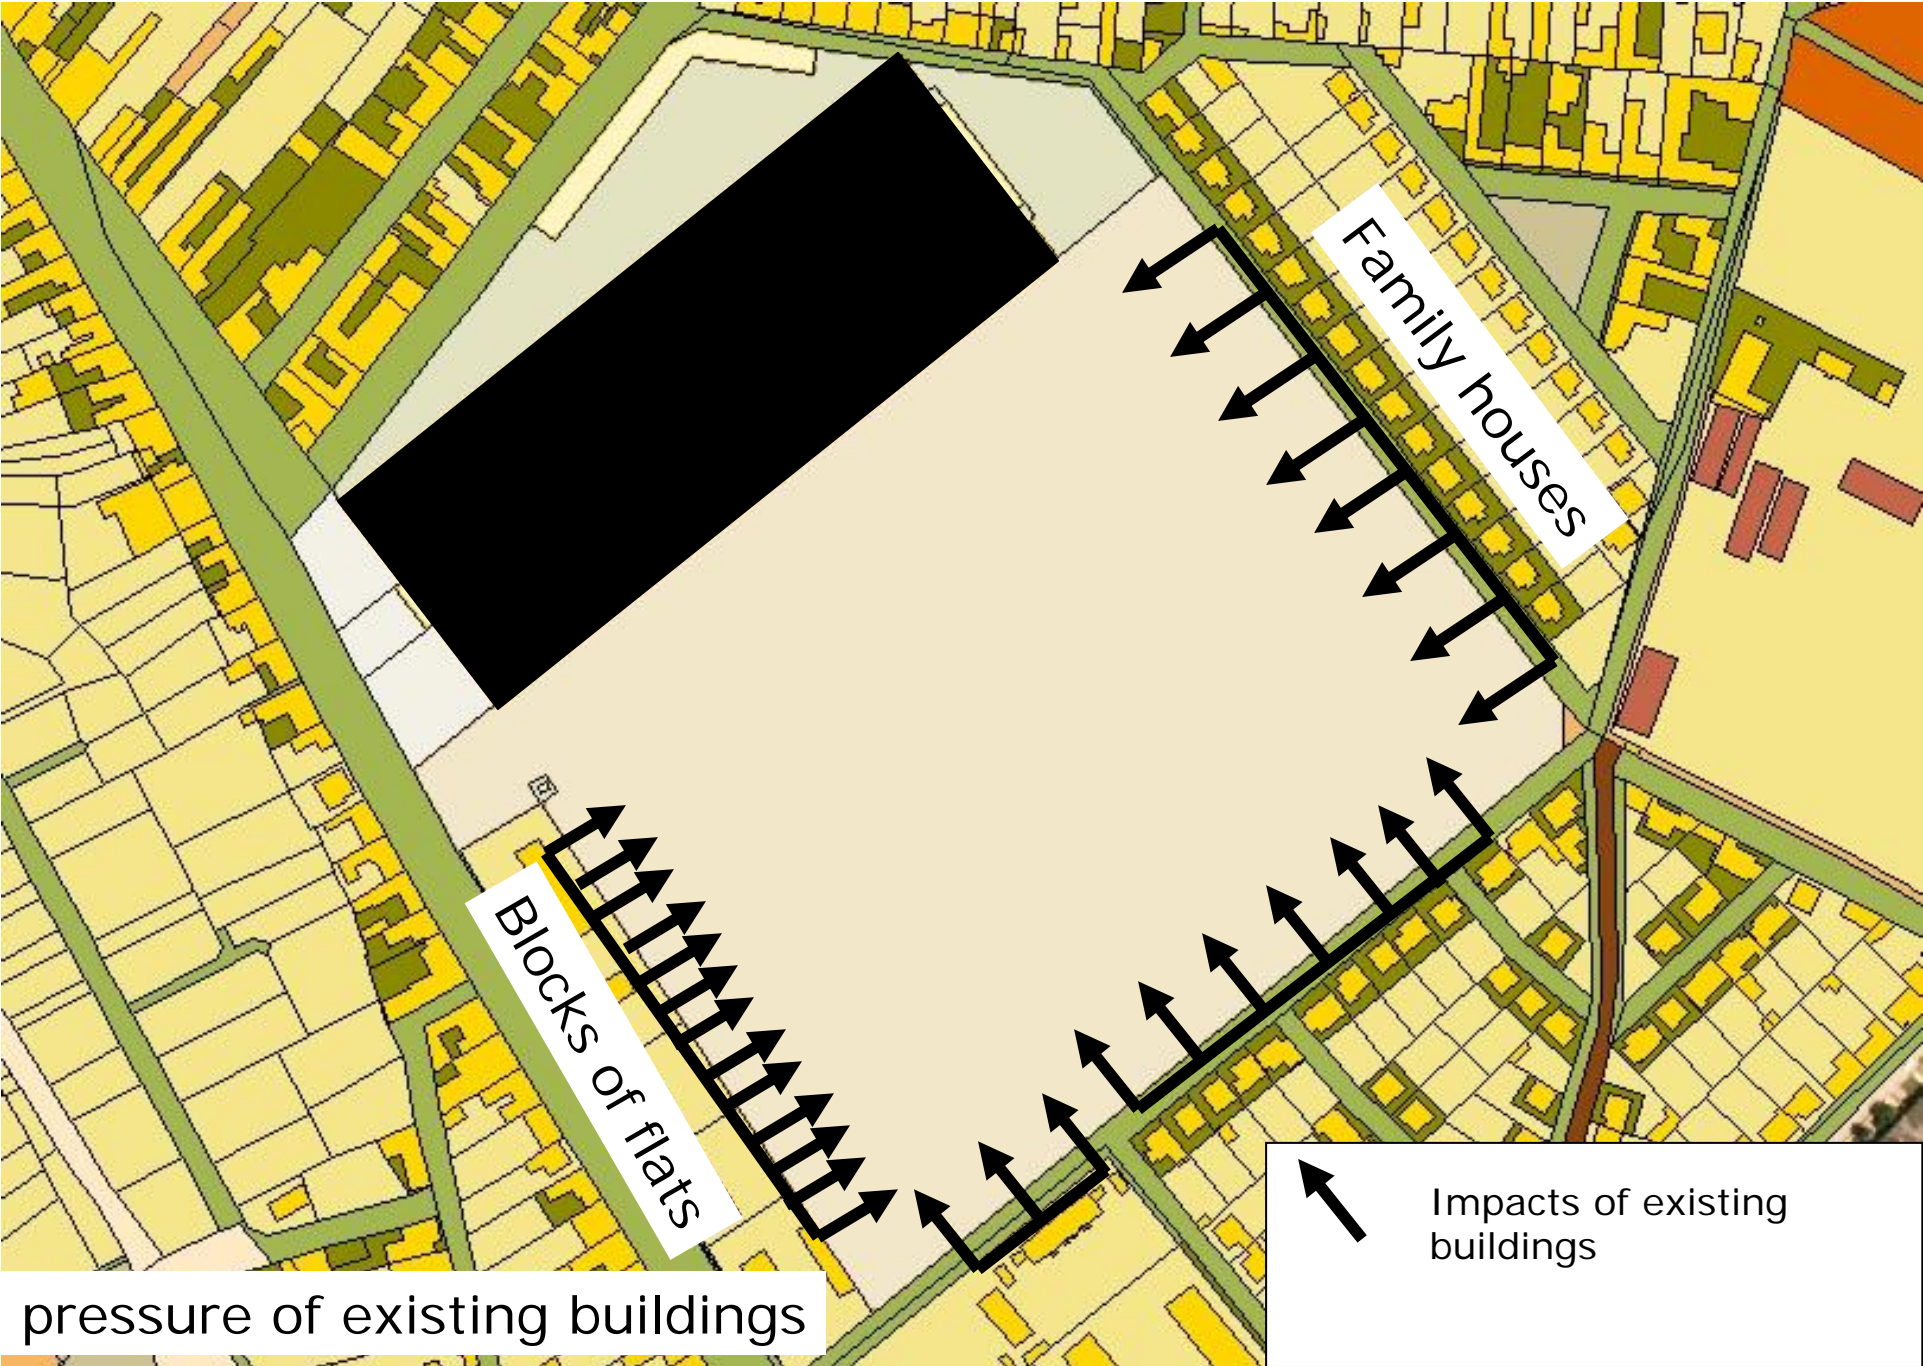 Family houses
Blocks of flats
Impacts of existing
buildings
pressure of existing buildings